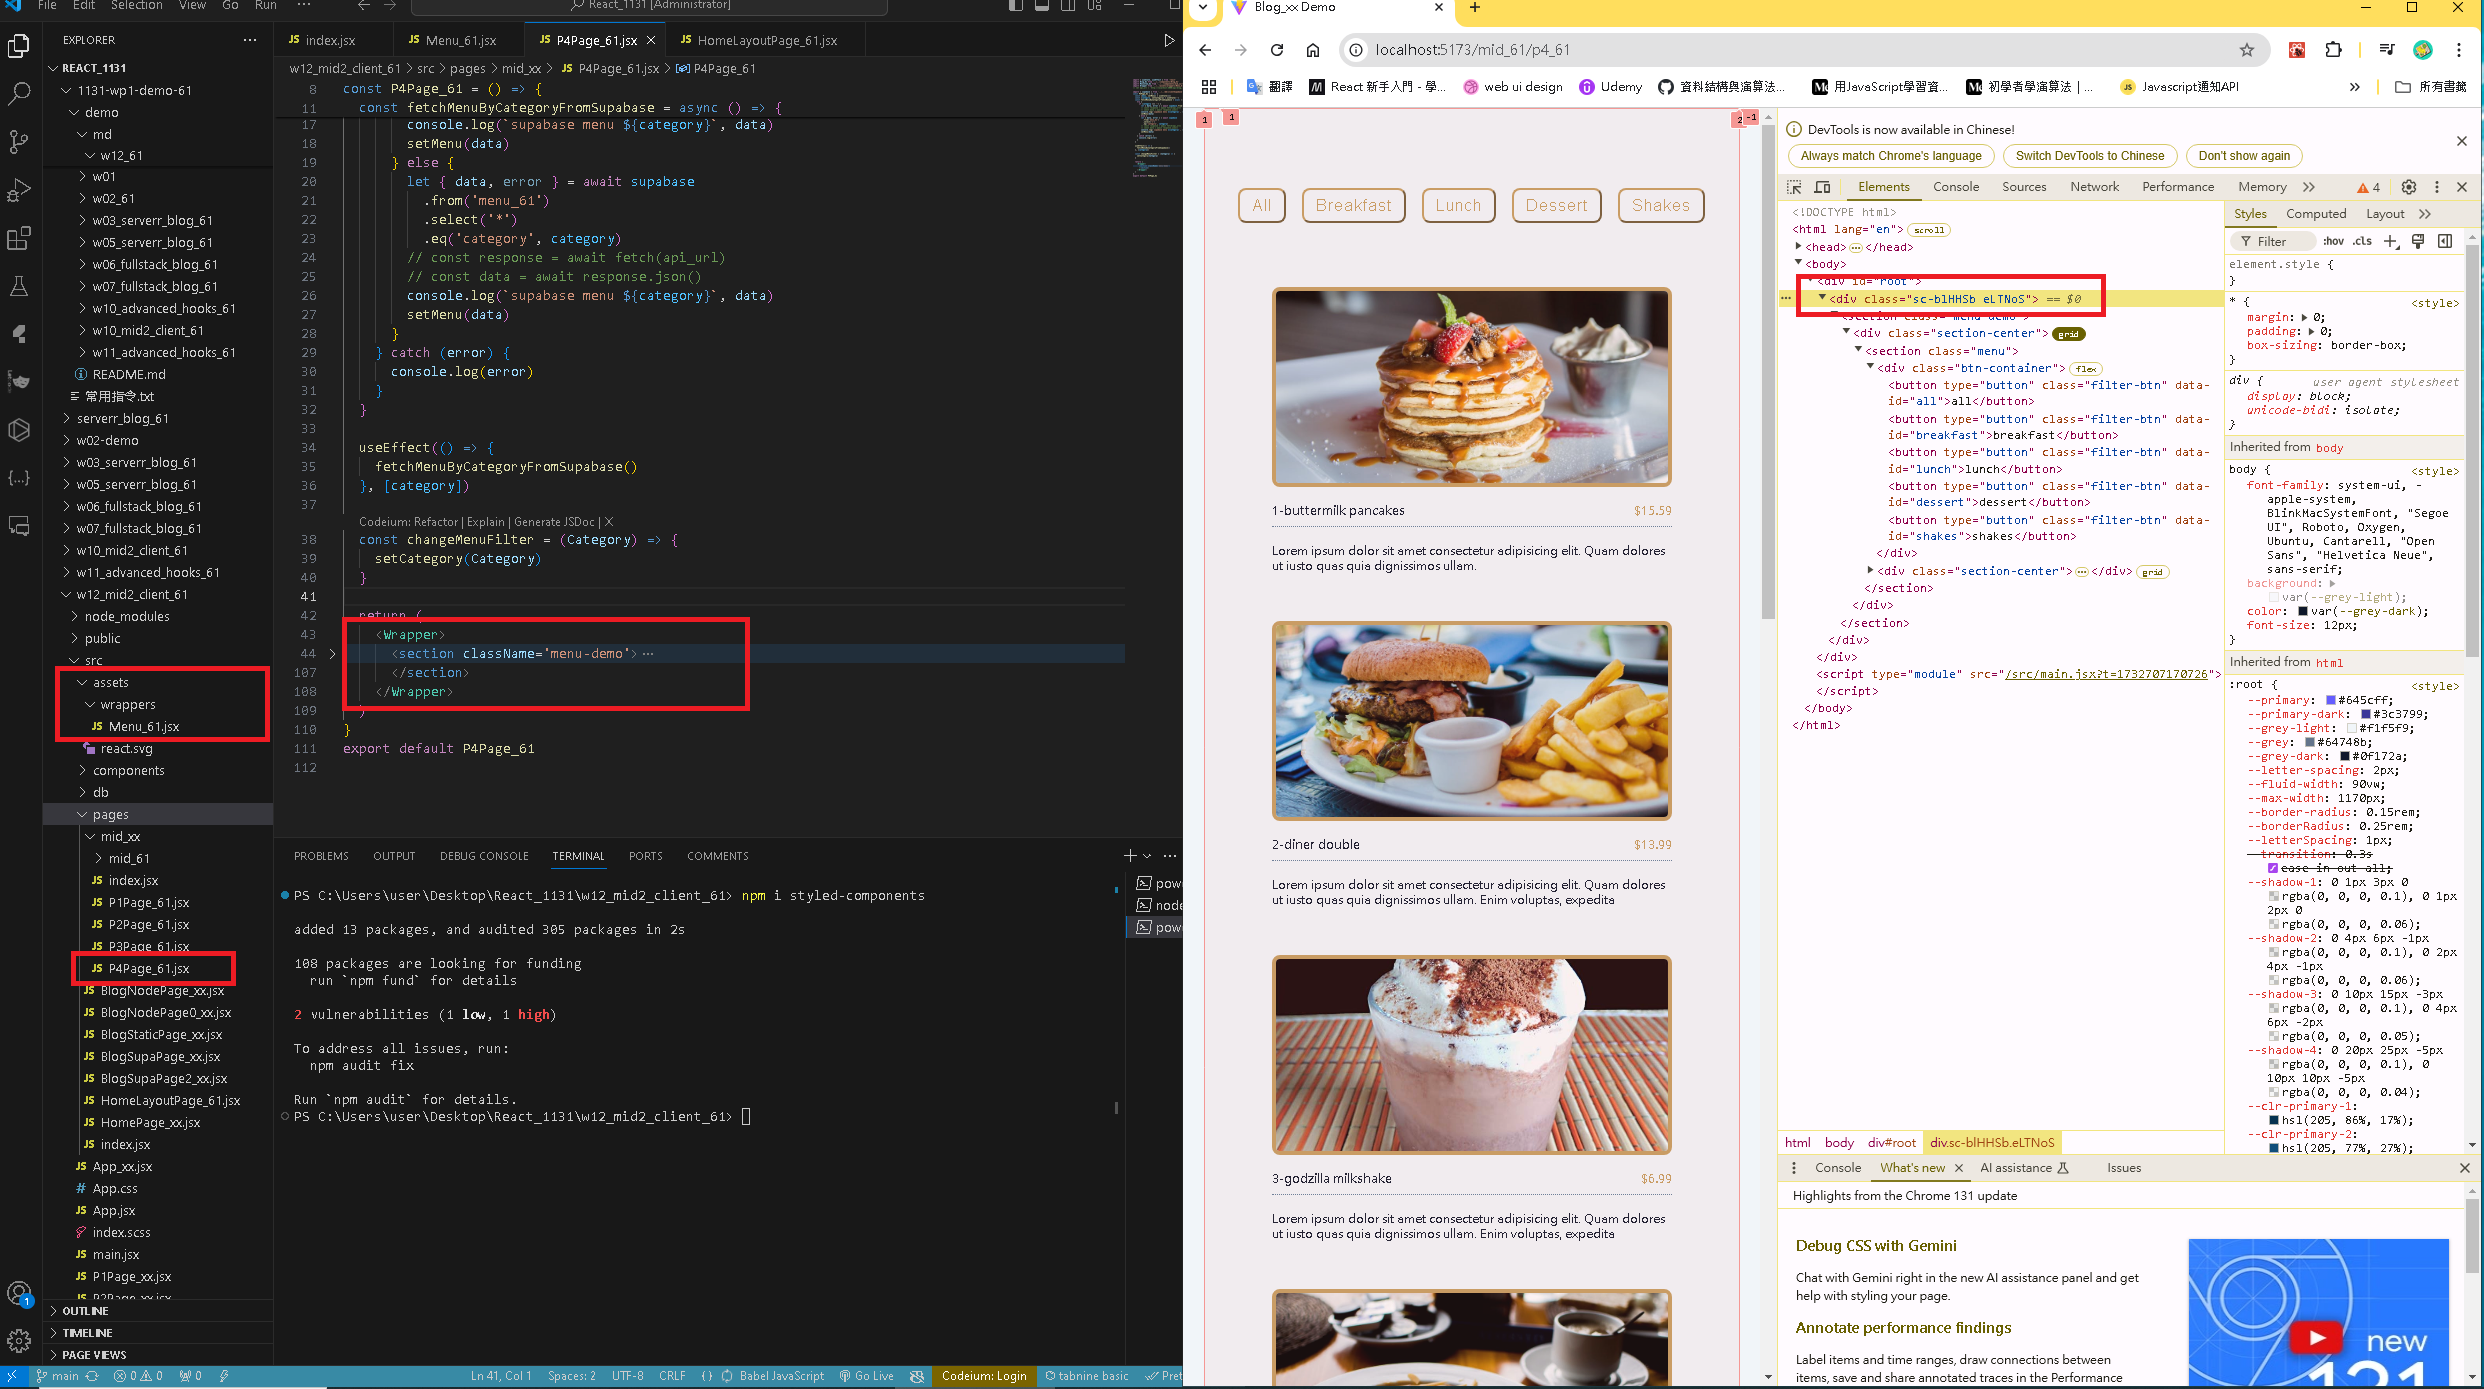 File Edit Selection View Go Run ··· React_1131 [Administrator]
EXPLORER ···
REACT_1131
1131-wp1-demo-61
demo
md
w12_61
w01
w02_61
w03_serverr_blog_61
w05_serverr_blog_61
w06_fullstack_blog_61
w07_fullstack_blog_61
w10_advanced_hooks_61
w10_mid2_client_61
w11_advanced_hooks_61
README.md
常用指令.txt
serverr_blog_61
w02-demo
w03_serverr_blog_61
w05_serverr_blog_61
w06_fullstack_blog_61
w07_fullstack_blog_61
w10_mid2_client_61
w11_advanced_hooks_61
w12_mid2_client_61
node_modules
public
src
assets
wrappers
JS Menu_61.jsx
react.svg
components
db
pages
mid_xx
mid_61
JS index.jsx
JS P1Page_61.jsx
JS P2Page_61.jsx
JS P3Page_61.jsx
JS P4Page_61.jsx
JS BlogNodePage_xx.jsx
JS BlogNodePage0_xx.jsx
JS BlogStaticPage_xx.jsx
JS BlogSupaPage_xx.jsx
JS BlogSupaPage2_xx.jsx
JS HomeLayoutPage_61.jsx
JS HomePage_xx.jsx
JS index.jsx
JS App_xx.jsx
# App.css
JS App.jsx
index.scss
JS main.jsx
JS P1Page_xx.jsx
JS P2Page_xx.jsx
OUTLINE
TIMELINE
PAGE VIEWS
JS index.jsx JS Menu_61.jsx JS P4Page_61.jsx JS HomeLayoutPage_61.jsx
w12_mid2_client_61 > src > pages > mid_xx > JS P4Page_61.jsx > P4Page_61
8 const P4Page_61 = () => {
11 const fetchMenuByCategoryFromSupabase = async () => {
17 console.log(`supabase menu ${category}`, data)
18 setMenu(data)
19 } else {
20 let { data, error } = await supabase
21 .from('menu_61')
22 .select('*')
23 .eq('category', category)
24 // const response = await fetch(api_url)
25 // const data = await response.json()
26 console.log(`supabase menu ${category}`, data)
27 setMenu(data)
28 }
29 } catch (error) {
30 console.log(error)
31 }
32 }
33
34 useEffect(() => {
35 fetchMenuByCategoryFromSupabase()
36 }, [category])
37
Codeium: Refactor | Explain | Generate JSDoc | X
38 const changeMenuFilter = (Category) => {
39 setCategory(Category)
40 }
41
42 return (
43 <Wrapper>
44 <section className='menu-demo'> ···
107 </section>
108 </Wrapper>
109 )
110 }
111 export default P4Page_61
112
PROBLEMS OUTPUT DEBUG CONSOLE TERMINAL PORTS COMMENTS
PS C:\Users\user\Desktop\React_1131\w12_mid2_client_61> npm i styled-components
added 13 packages, and audited 305 packages in 2s
108 packages are looking for funding
run `npm fund` for details
2 vulnerabilities (1 low, 1 high)
To address all issues, run:
npm audit fix
Run `npm audit` for details.
PS C:\Users\user\Desktop\React_1131\w12_mid2_client_61>
pow
node
pow
main 0 0 0 Ln 41, Col 1 Spaces: 2 UTF-8 CRLF {} Babel JavaScript Go Live Codeium: Login tabnine basic Pret
1
Blog_xx Demo
localhost:5173/mid_61/p4_61
翻譯 React 新手入門 - 學... web ui design Udemy 資料結構與演算法... 用JavaScript學習資... 初學者學演算法 | ... Javascript通知API » 所有書籤
1 1 2 -1
All Breakfast Lunch Dessert Shakes
1-buttermilk pancakes $15.59
Lorem ipsum dolor sit amet consectetur adipisicing elit. Quam dolores
ut iusto quas quia dignissimos ullam.
2-diner double $13.99
Lorem ipsum dolor sit amet consectetur adipisicing elit. Quam dolores
ut iusto quas quia dignissimos ullam. Enim voluptas, expedita
3-godzilla milkshake $6.99
Lorem ipsum dolor sit amet consectetur adipisicing elit. Quam dolores
ut iusto quas quia dignissimos ullam. Enim voluptas, expedita
DevTools is now available in Chinese!
Always match Chrome's language Switch DevTools to Chinese Don't show again
Elements Console Sources Network Performance Memory » 4
<!DOCTYPE html>
<html lang="en"> scroll
<head> ··· </head>
<body>
<div id="root">
··· <div class="sc-blHHSb eLTNoS"> == $0
<section class="menu-demo">
<div class="section-center"> grid
<section class="menu">
<div class="btn-container"> flex
<button type="button" class="filter-btn" data-
id="all">all</button>
<button type="button" class="filter-btn" data-
id="breakfast">breakfast</button>
<button type="button" class="filter-btn" data-
id="lunch">lunch</button>
<button type="button" class="filter-btn" data-
id="dessert">dessert</button>
<button type="button" class="filter-btn" data-
id="shakes">shakes</button>
</div>
<div class="section-center"> ··· </div> grid
</section>
</div>
</section>
</div>
</div>
<script type="module" src="/src/main.jsx?t=1732707170726">
</script>
</body>
</html>
html body div#root div.sc-blHHSb.eLTNoS
Styles Computed Layout »
Filter :hov .cls
element.style {
}
* { <style>
margin: 0;
padding: 0;
box-sizing: border-box;
}
div { user agent stylesheet
display: block;
unicode-bidi: isolate;
}
Inherited from body
body { <style>
font-family: system-ui, -
apple-system,
BlinkMacSystemFont, "Segoe
UI", Roboto, Oxygen,
Ubuntu, Cantarell, "Open
Sans", "Helvetica Neue",
sans-serif;
background:
var(--grey-light);
color: var(--grey-dark);
font-size: 12px;
}
Inherited from html
:root { <style>
--primary: #645cff;
--primary-dark: #3c3799;
--grey-light: #f1f5f9;
--grey: #64748b;
--grey-dark: #0f172a;
--letter-spacing: 2px;
--fluid-width: 90vw;
--max-width: 1170px;
--border-radius: 0.15rem;
--borderRadius: 0.25rem;
--letterSpacing: 1px;
--transition: 0.3s
ease-in-out all;
--shadow-1: 0 1px 3px 0
rgba(0, 0, 0, 0.1), 0 1px
2px 0
rgba(0, 0, 0, 0.06);
--shadow-2: 0 4px 6px -1px
rgba(0, 0, 0, 0.1), 0 2px
4px -1px
rgba(0, 0, 0, 0.06);
--shadow-3: 0 10px 15px -3px
rgba(0, 0, 0, 0.1), 0 4px
6px -2px
rgba(0, 0, 0, 0.05);
--shadow-4: 0 20px 25px -5px
rgba(0, 0, 0, 0.1), 0
10px 10px -5px
rgba(0, 0, 0, 0.04);
--clr-primary-1:
hsl(205, 86%, 17%);
--clr-primary-2:
hsl(205, 77%, 27%);
Console What's new AI assistance Issues
Highlights from the Chrome 131 update
Debug CSS with Gemini
Chat with Gemini right in the new AI assistance panel and get
help with styling your page.
Annotate performance findings
Label items and time ranges, draw connections between
items, save and share annotated traces in the Performance
new
131